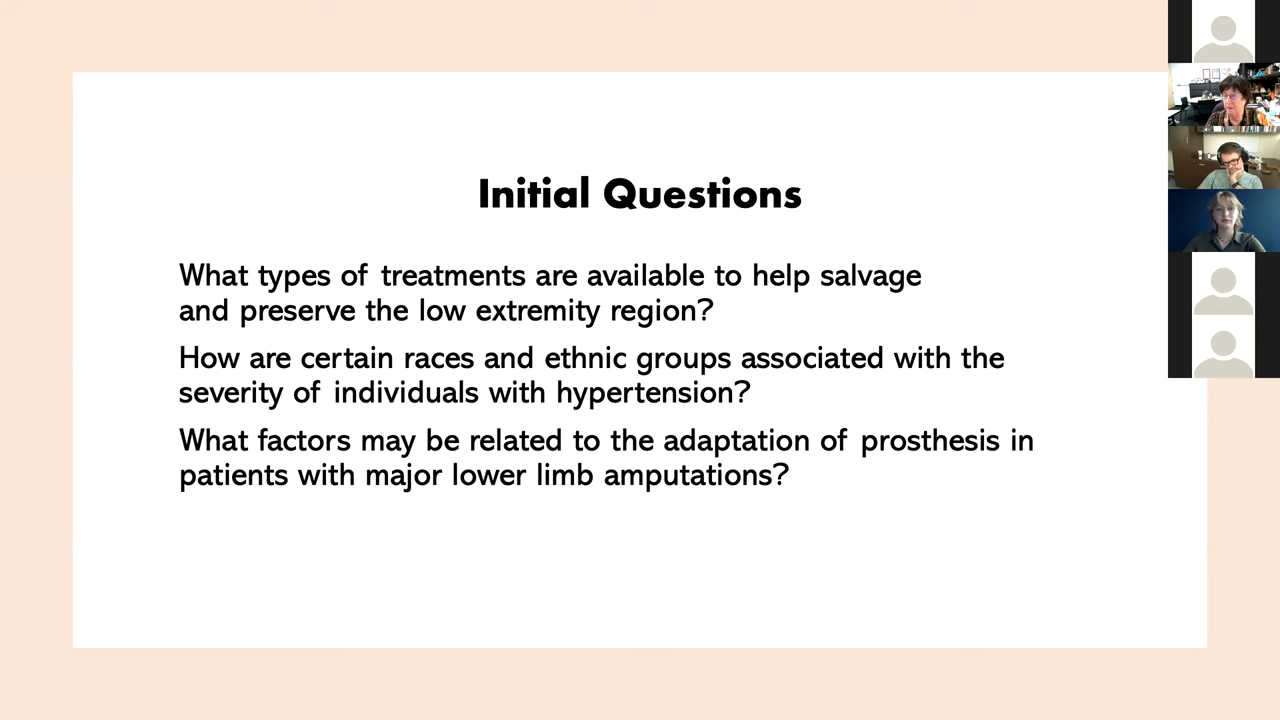 Initial Questions
What types of treatments are available to help salvage
and preserve the low extremity region?
How are certain races and ethnic groups associated with the
severity of individuals with hypertension?
What factors may be related to the adaptation of prosthesis in
patients with major lower limb amputations?